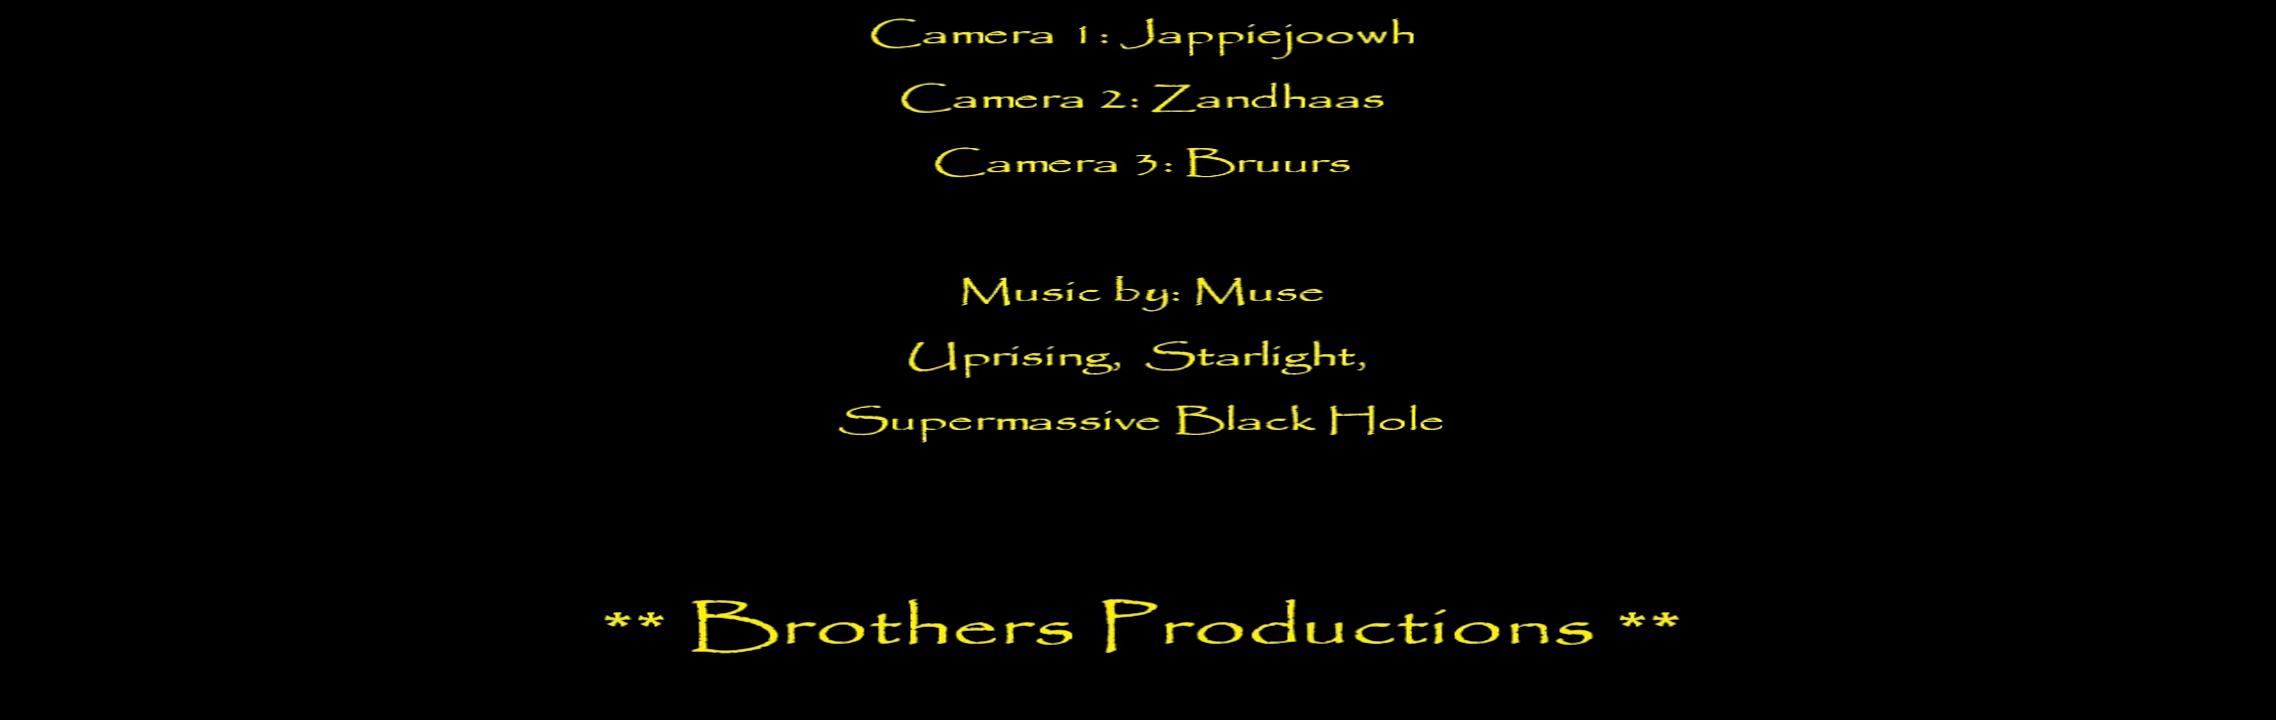 Camera 1: Jappiejoowh
Camera 2: Zandhaas
Camera 3: Bruurs
Music by: Muse
Uprising, Starlight,
Supermassive Black Hole
** Brothers Productions **